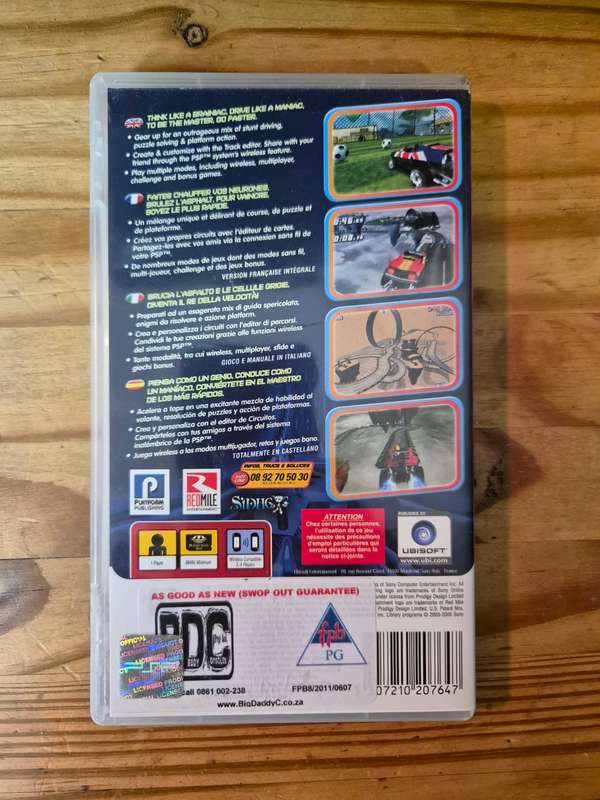 THINK LIKE A BRAINIAC, DRIVE LIKE A MANIAC,
TO BE THE MASTER, GO FASTER.
• Gear up for an outrageous mix of stunt driving,
puzzle solving & platform action.
• Create & customize with the Track editor. Share with your
friend through the PSP™ system's wireless feature.
• Play multiple modes, including wireless, multiplayer,
challenge and bonus games.
FAITES CHAUFFER VOS NEURONES,
BRULEZ L'ASPHALT. POUR VAINCRE,
SOYEZ LE PLUS RAPIDE.
• Un mélange unique et délirant de course, de puzzle et
de plateforme.
• Créez vos propres circuits avec l'éditeur de cartes.
Partagez-les avec vos amis via la connexion sans fil de
votre PSP™.
• De nombreux modes de jeux dont des modes sans fil,
multi-joueur, challenge et des jeux bonus.
VERSION FRANÇAISE INTÉGRALE
BRUCIA L'ASFALTO E LE CELLULE GRIGIE,
DIVENTA IL RE DELLA VELOCITÀ!
• Preparati ad un esagerato mix di guida spericolata,
enigmi da risolvere e azione platform.
• Crea e personalizza i circuiti con l'editor di percorsi.
Condividi le tue creazioni grazie alle funzioni wireless
del sistema PSP™.
• Tante modalità, tra cui wireless, multiplayer, sfide e
giochi bonus.
GIOCO E MANUALE IN ITALIANO
PIENSA COMO UN GENIO, CONDUCE COMO
UN MANÍACO, CONVIÉRTETE EN EL MAESTRO
DE LOS MÁS RÁPIDOS.
• Acelera a tope en una excitante mezcla de habilidad al
volante, resolución de puzzles y acción de plataformas.
• Crea y personaliza con el editor de Circuitos.
Compártelos con tus amigos a través del sistema
inalámbrico de la PSP™.
• Juega wireless a los modos multijugador, retos y juegos bono.
TOTALMENTE EN CASTELLANO
PLAYFORM
PUBLISHING
REDMILE
ENTERTAINMENT
INFOS, TRUCS & SOLUCES
08 92 70 50 30
SIDHE
1 Player
Wireless Compatible
ATTENTION
Chez certaines personnes,
l'utilisation de ce jeu
nécessite des précautions
d'emploi particulières qui
seront détaillées dans la
notice ci-jointe.
PUBLISHED BY
UBISOFT
www.ubi.com
AS GOOD AS NEW (SWOP OUT GUARANTEE)
OFFICIAL
LICENSED PRODUCT
BDC
fpb
PG
call 0861 002-238
FPB8/2011/0607
www.BigDaddyC.co.za
07210 207647